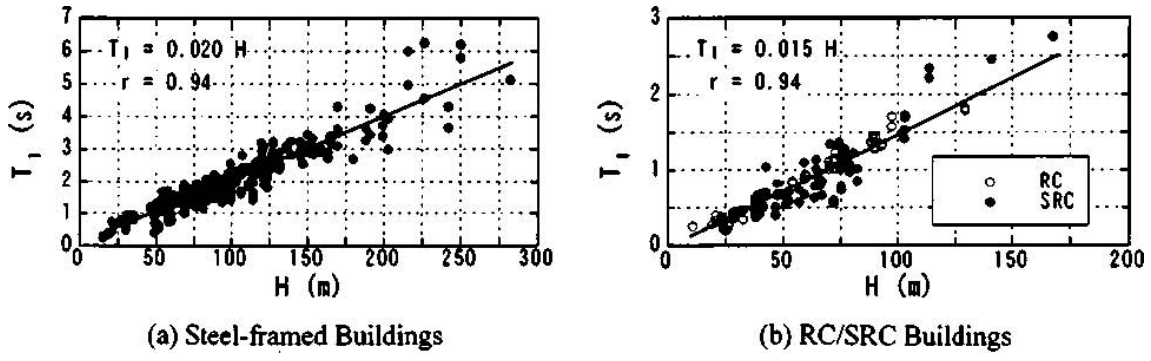 7
6
5
4
3
2
1
0
T₁ (s)
T₁ = 0.020 H
r = 0.94
0 50 100 150 200 250 300
H (m)
(a) Steel-framed Buildings
3
2
1
0
T₁ (s)
T₁ = 0.015 H
r = 0.94
RC
SRC
0 50 100 150 200
H (m)
(b) RC/SRC Buildings